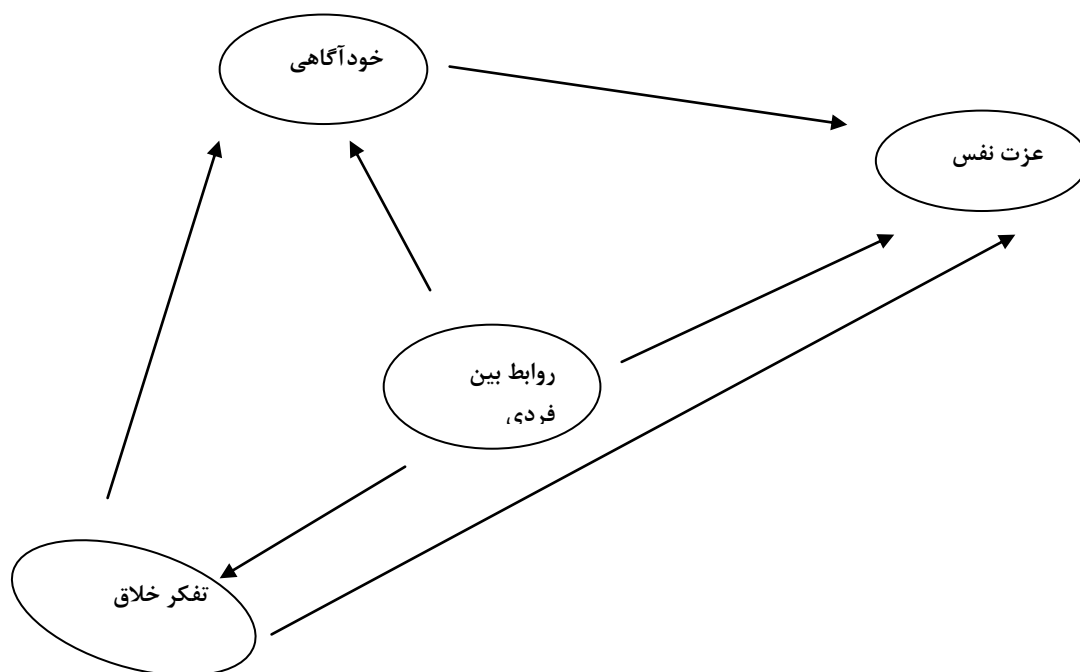 خودآگاهی
عزت نفس
روابط بین
فردی
تفکر خلاق